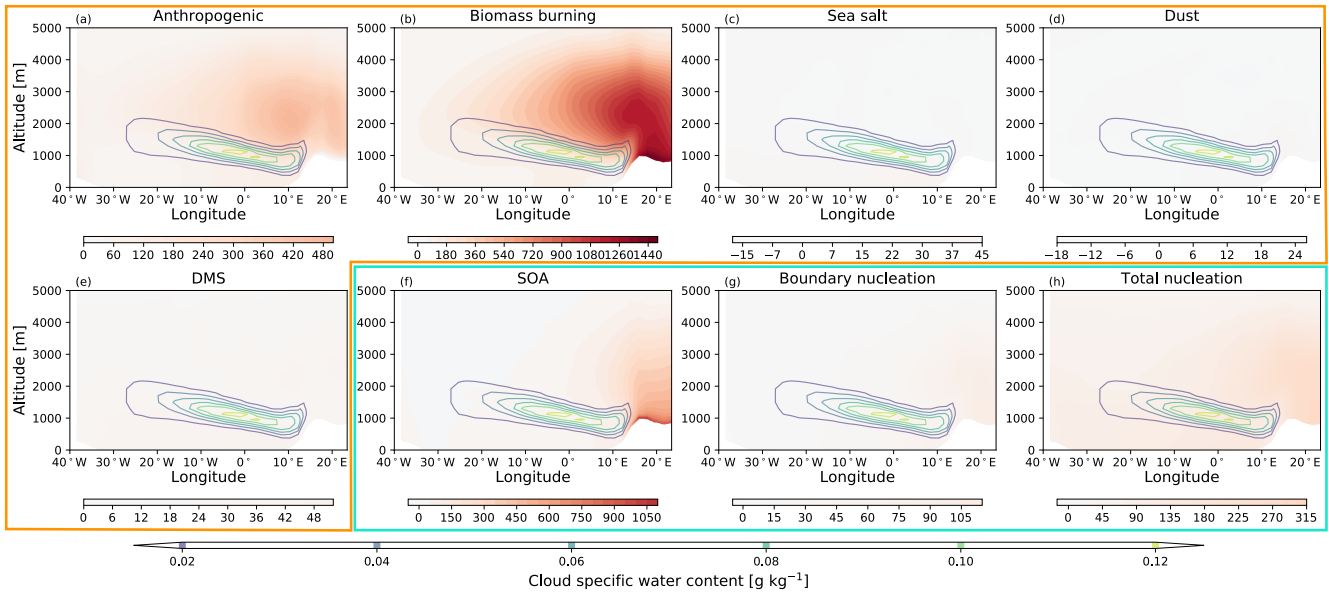 (a) Anthropogenic
(b) Biomass burning
(c) Sea salt
(d) Dust
Altitude [m]
5000
4000
3000
2000
1000
0
40°W 30°W 20°W 10°W 0° 10°E 20°E
Longitude
0 60 120 180 240 300 360 420 480
5000
4000
3000
2000
1000
0
40°W 30°W 20°W 10°W 0° 10°E 20°E
Longitude
0 180 360 540 720 900 1080 1260 1440
5000
4000
3000
2000
1000
0
40°W 30°W 20°W 10°W 0° 10°E 20°E
Longitude
−15 −7 0 7 15 22 30 37 45
5000
4000
3000
2000
1000
0
40°W 30°W 20°W 10°W 0° 10°E 20°E
Longitude
−18 −12 −6 0 6 12 18 24
(e) DMS
(f) SOA
(g) Boundary nucleation
(h) Total nucleation
Altitude [m]
5000
4000
3000
2000
1000
0
40°W 30°W 20°W 10°W 0° 10°E 20°E
Longitude
0 6 12 18 24 30 36 42 48
5000
4000
3000
2000
1000
0
40°W 30°W 20°W 10°W 0° 10°E 20°E
Longitude
0 150 300 450 600 750 900 1050
5000
4000
3000
2000
1000
0
40°W 30°W 20°W 10°W 0° 10°E 20°E
Longitude
0 15 30 45 60 75 90 105
5000
4000
3000
2000
1000
0
40°W 30°W 20°W 10°W 0° 10°E 20°E
Longitude
0 45 90 135 180 225 270 315
0.02 0.04 0.06 0.08 0.10 0.12
Cloud specific water content [g kg⁻¹]